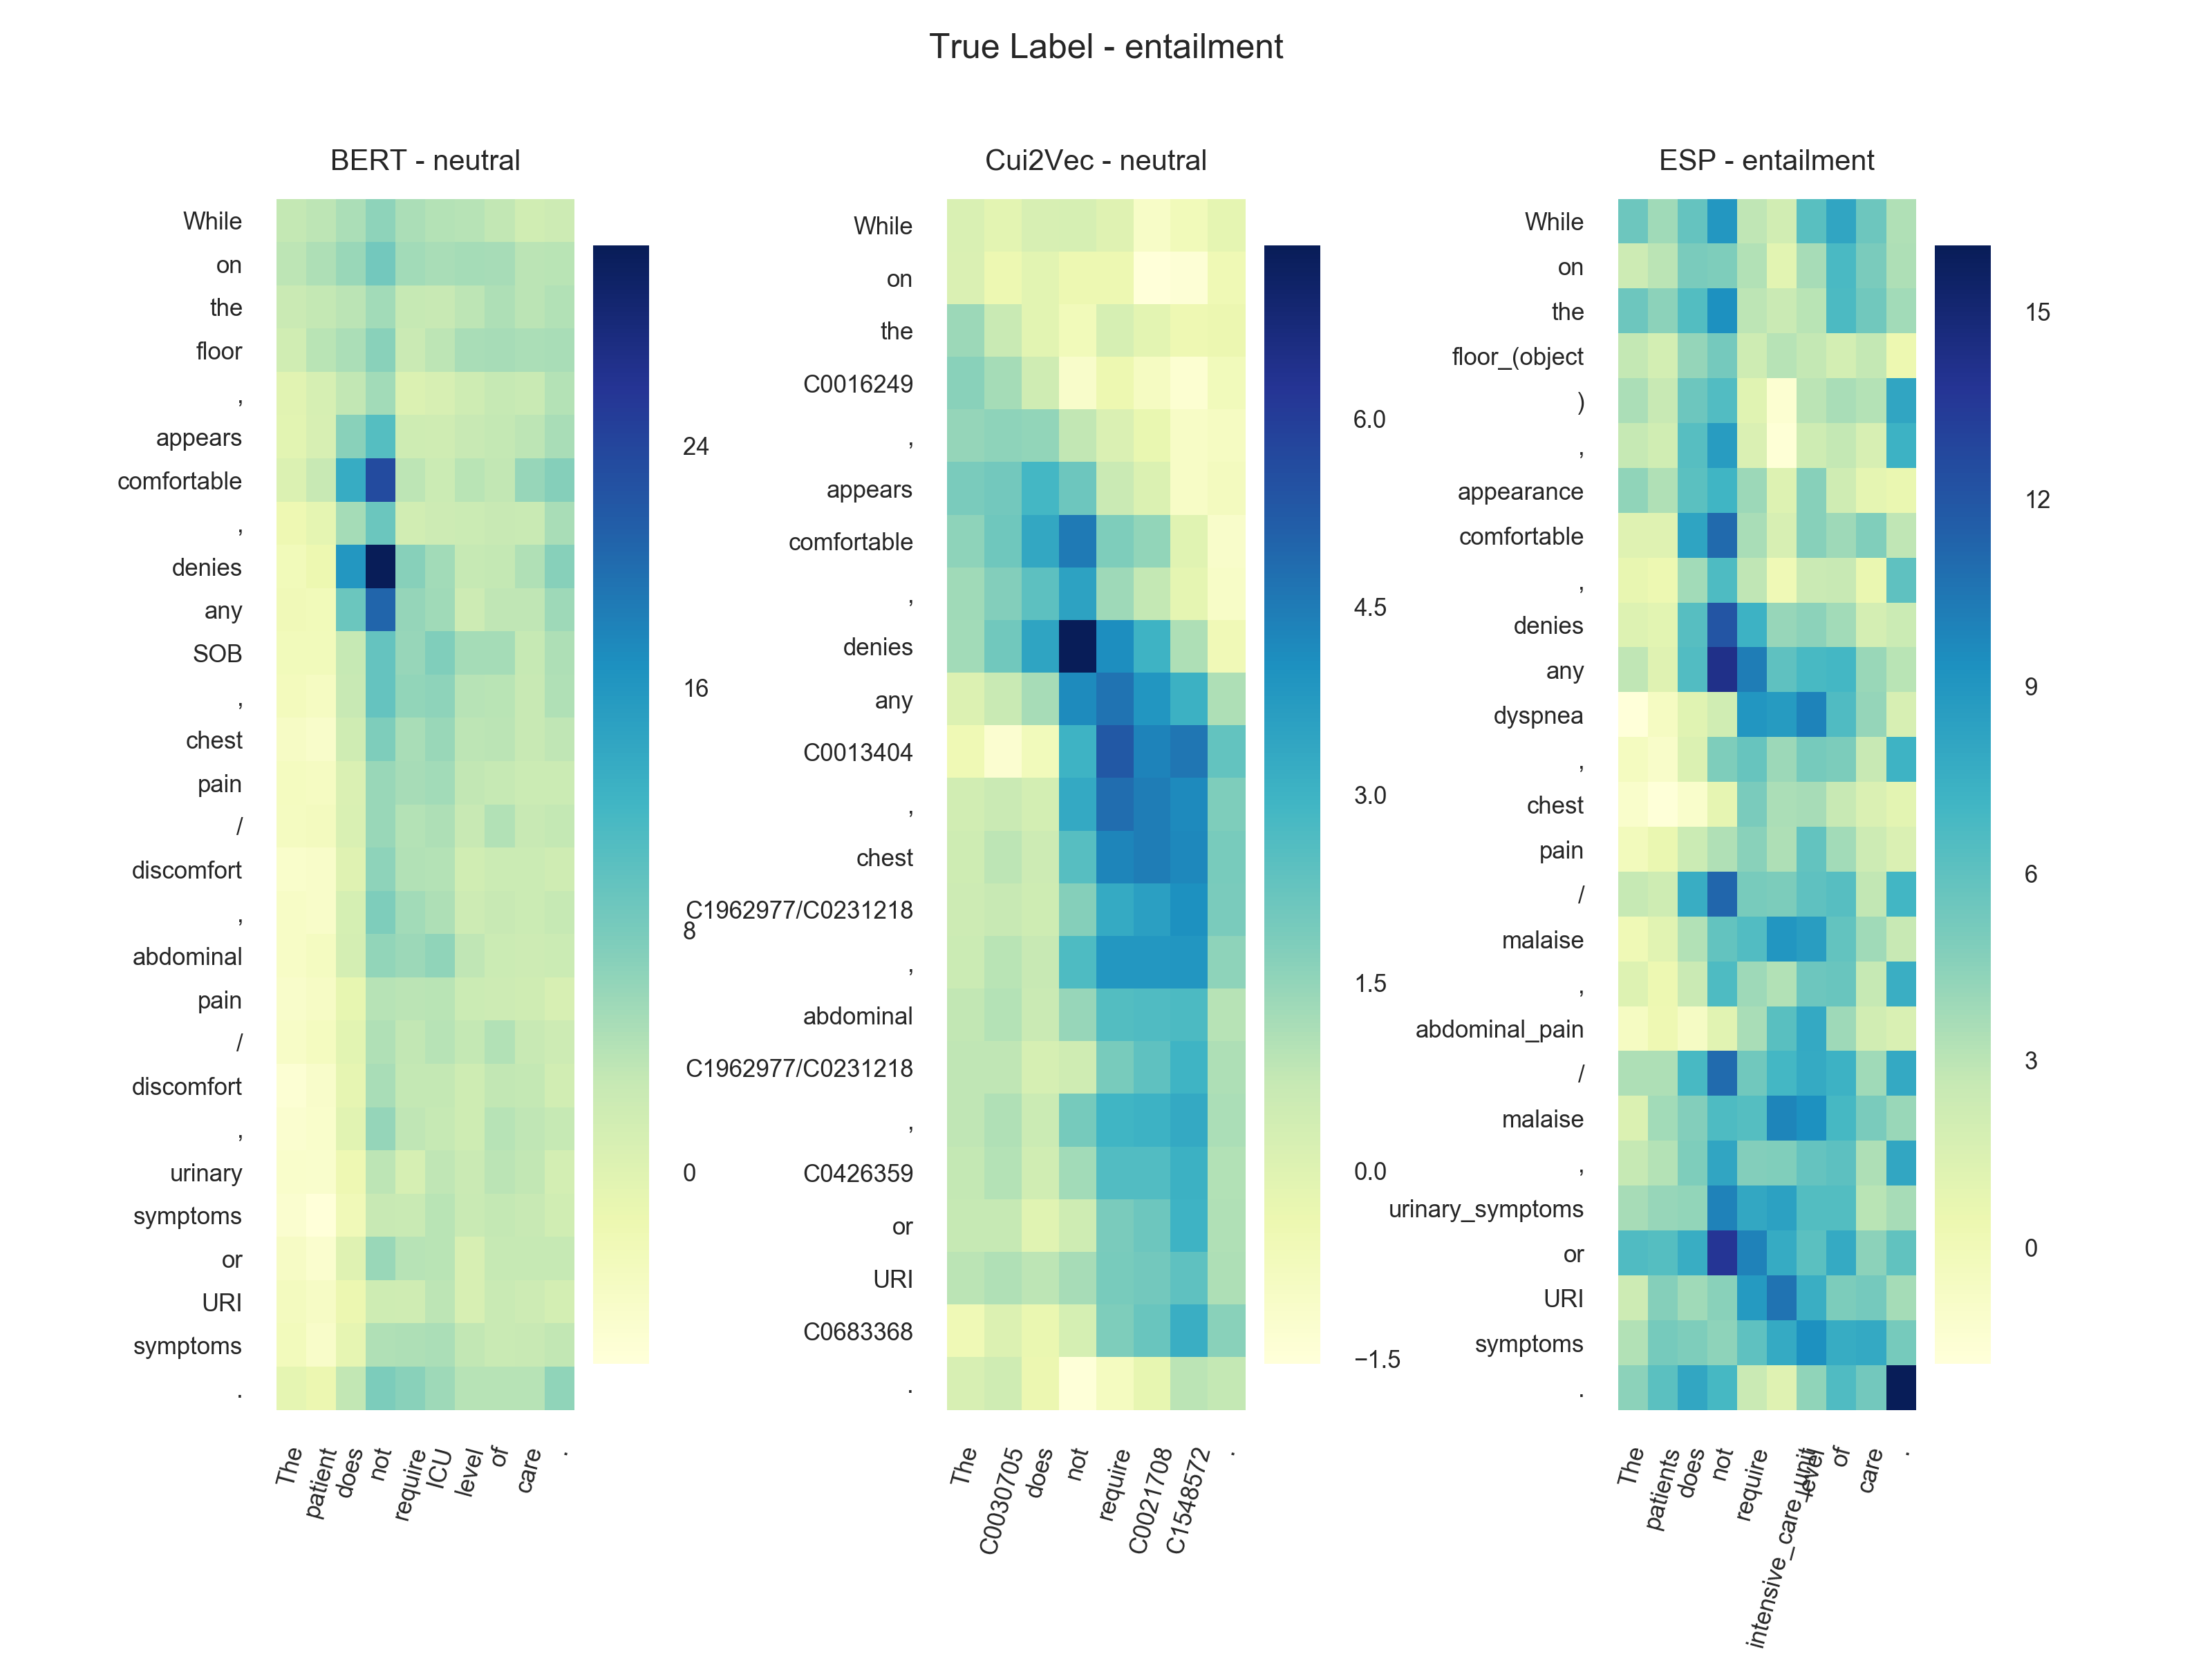 True Label - entailment
BERT - neutral
While
on
the
floor
,
appears
comfortable
,
denies
any
SOB
,
chest
pain
/
discomfort
,
abdominal
pain
/
discomfort
,
urinary
symptoms
or
URI
symptoms
.
The
patient
does
not
require
ICU
level
of
care
.
24
16
8
0
Cui2Vec - neutral
While
on
the
C0016249
,
appears
comfortable
,
denies
any
C0013404
,
chest
C1962977/C0231218
,
abdominal
C1962977/C0231218
,
C0426359
or
URI
C0683368
.
The
C0030705
does
not
require
C0021708
C1548572
.
6.0
4.5
3.0
1.5
0.0
−1.5
ESP - entailment
While
on
the
floor_(object
)
,
appearance
comfortable
,
denies
any
dyspnea
,
chest
pain
/
malaise
,
abdominal_pain
/
malaise
,
urinary_symptoms
or
URI
symptoms
.
The
patients
does
not
require
intensive_care_unit
level
of
care
.
15
12
9
6
3
0